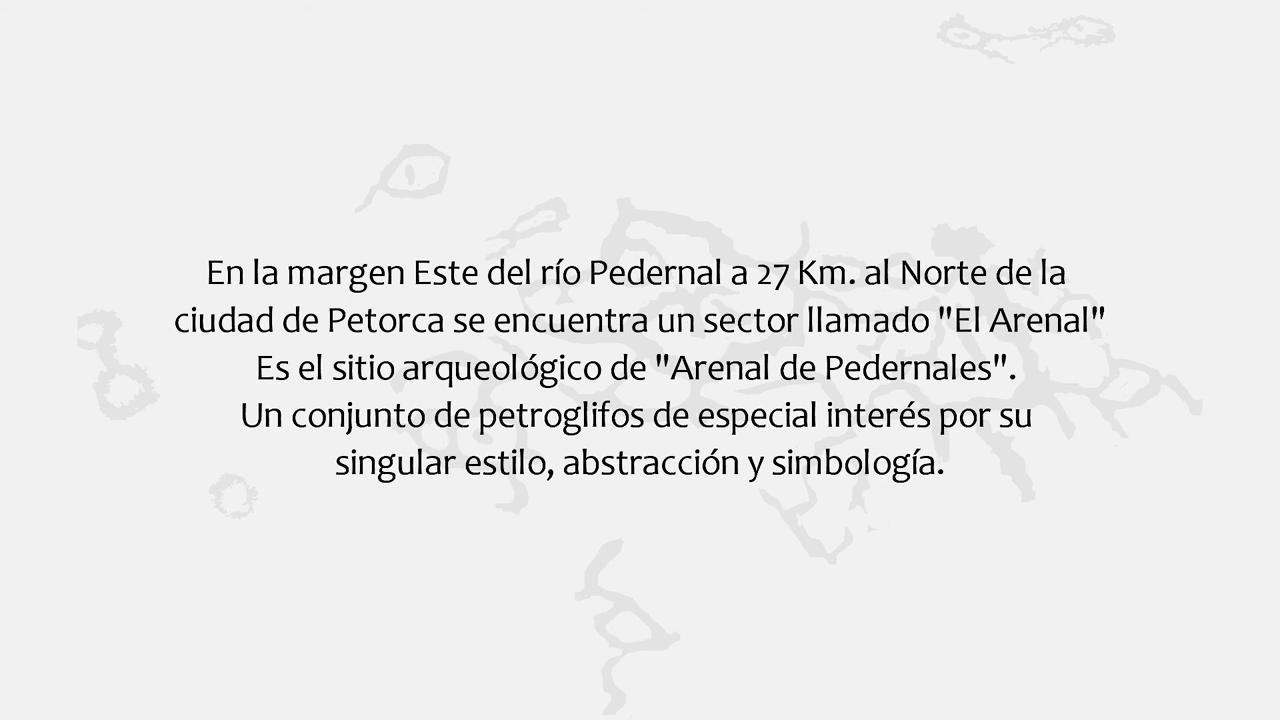 En la margen Este del río Pedernal a 27 Km. al Norte de la
ciudad de Petorca se encuentra un sector llamado "El Arenal"
Es el sitio arqueológico de "Arenal de Pedernales".
Un conjunto de petroglifos de especial interés por su
singular estilo, abstracción y simbología.